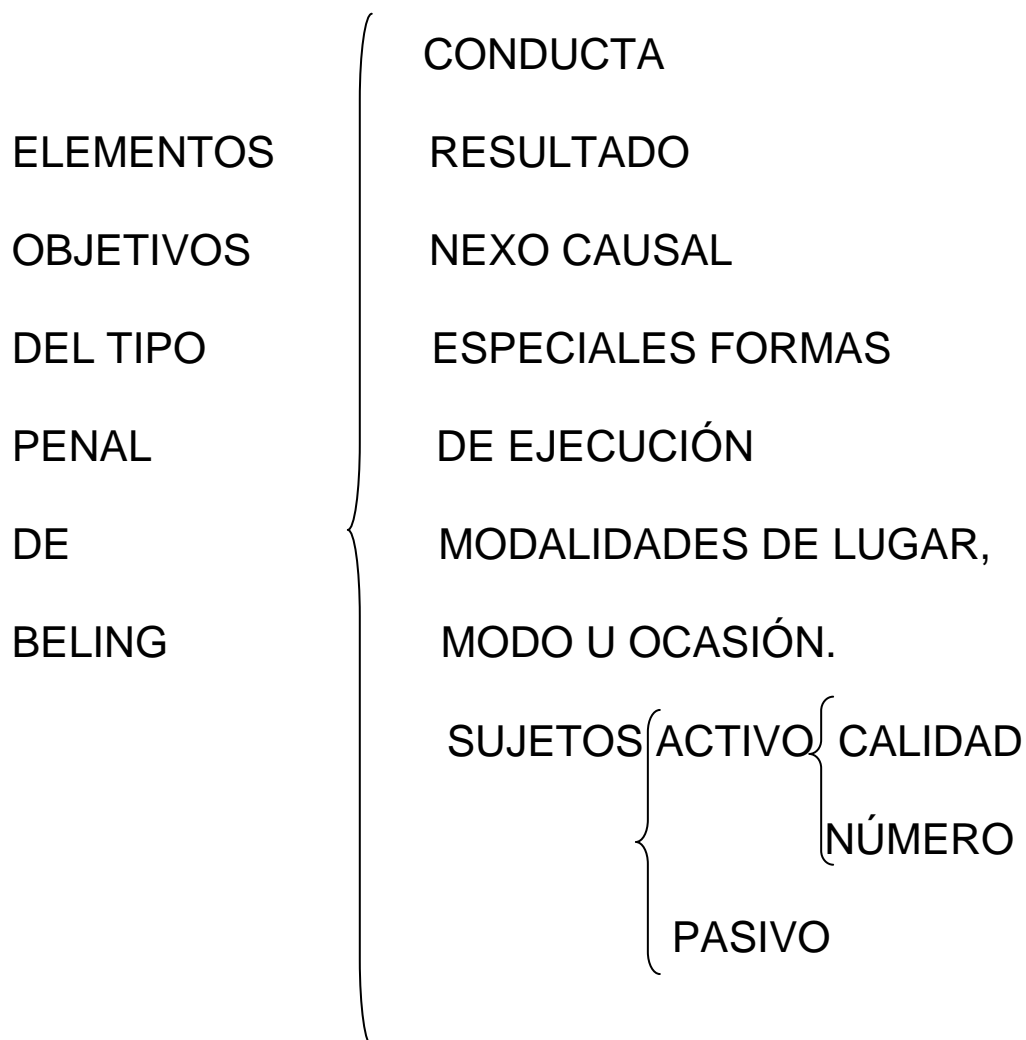 CONDUCTA
ELEMENTOS RESULTADO
OBJETIVOS NEXO CAUSAL
DEL TIPO ESPECIALES FORMAS
PENAL DE EJECUCIÓN
DE MODALIDADES DE LUGAR,
BELING MODO U OCASIÓN.
SUJETOS ACTIVO CALIDAD
NÚMERO
PASIVO